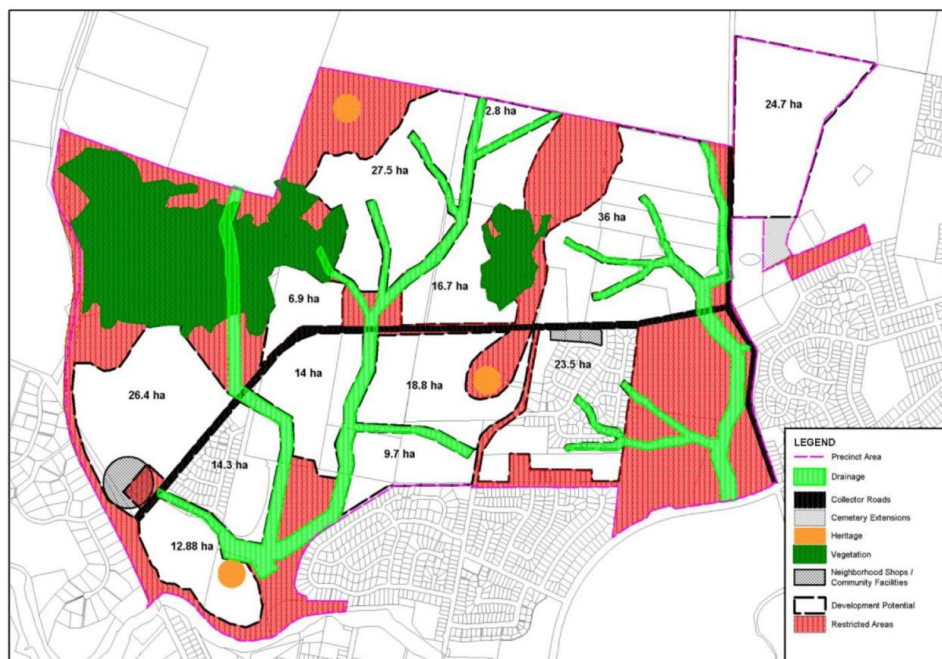 24.7 ha
2.8 ha
27.5 ha
36 ha
16.7 ha
6.9 ha
14 ha
18.8 ha
23.5 ha
26.4 ha
14.3 ha
9.7 ha
12.88 ha
LEGEND
Precinct Area
Drainage
Collector Roads
Cemetery Extensions
Heritage
Vegetation
Neighborhood Shops /
Community Facilities
Development Potential
Restricted Areas